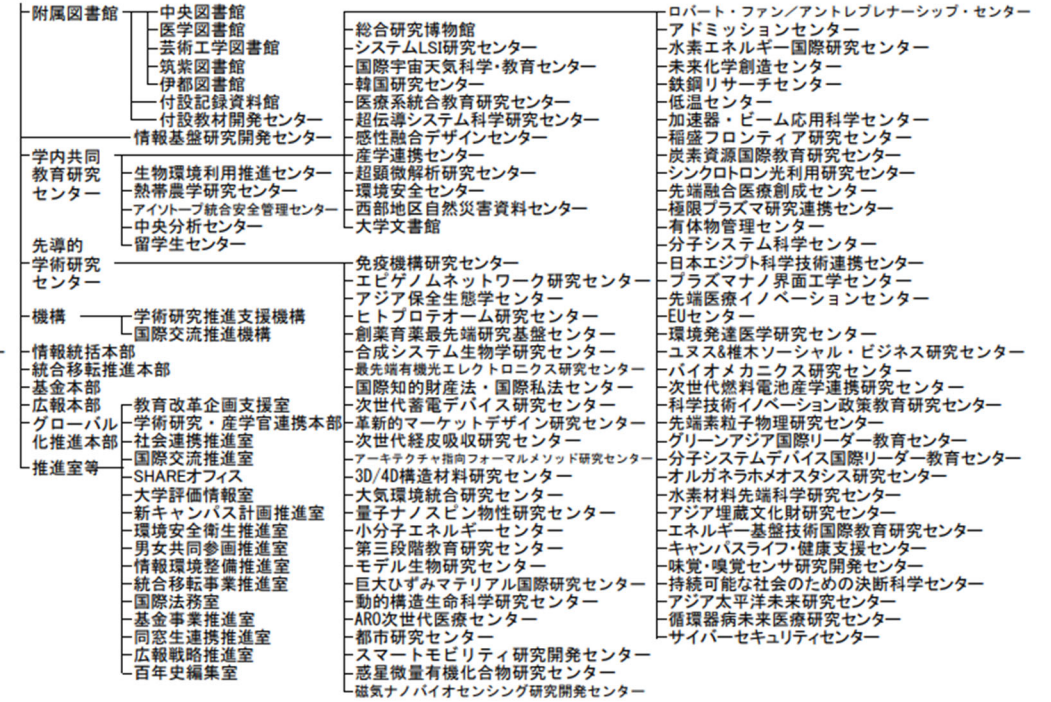 附属図書館
中央図書館
医学図書館
芸術工学図書館
筑紫図書館
伊都図書館
付設記録資料館
付設教材開発センター
情報基盤研究開発センター
学内共同
教育研究
センター
生物環境利用推進センター
熱帯農学研究センター
アイソトープ統合安全管理センター
中央分析センター
留学生センター
先導的
学術研究
センター
機構
学術研究推進支援機構
国際交流推進機構
情報統括本部
統合移転推進本部
基金本部
広報本部
グローバル
化推進本部
推進室等
教育改革企画支援室
学術研究・産学官連携本部
社会連携推進室
国際交流推進室
SHAREオフィス
大学評価情報室
新キャンパス計画推進室
環境安全衛生推進室
男女共同参画推進室
情報環境整備推進室
統合移転事業推進室
国際法務室
基金事業推進室
同窓生連携推進室
広報戦略推進室
百年史編集室
総合研究博物館
システムLSI研究センター
国際宇宙天気科学・教育センター
韓国研究センター
医療系統合教育研究センター
超伝導システム科学研究センター
感性融合デザインセンター
産学連携センター
超顕微解析研究センター
環境安全センター
西部地区自然災害資料センター
大学文書館
免疫機構研究センター
エピゲノムネットワーク研究センター
アジア保全生態学センター
ヒトプロテオーム研究センター
創薬育薬最先端研究基盤センター
合成システム生物学研究センター
最先端有機光エレクトロニクス研究センター
国際知的財産法・国際私法センター
次世代蓄電デバイス研究センター
革新的マーケットデザイン研究センター
次世代経皮吸収研究センター
アーキテクチャ指向フォーマルメソッド研究センター
3D/4D構造材料研究センター
大気環境統合研究センター
量子ナノスピン物性研究センター
小分子エネルギーセンター
第三段階教育研究センター
モデル生物研究センター
巨大ひずみマテリアル国際研究センター
動的構造生命科学研究センター
ARO次世代医療センター
都市研究センター
スマートモビリティ研究開発センター
惑星微量有機化合物研究センター
磁気ナノバイオセンシング研究開発センター
ロバート・ファン／アントレプレナーシップ・センター
アドミッションセンター
水素エネルギー国際研究センター
未来化学創造センター
鉄鋼リサーチセンター
低温センター
加速器・ビーム応用科学センター
稲盛フロンティア研究センター
炭素資源国際教育研究センター
シンクロトロン光利用研究センター
先端融合医療創成センター
極限プラズマ研究連携センター
有体物管理センター
分子システム科学センター
日本エジプト科学技術連携センター
プラズマナノ界面工学センター
先端医療イノベーションセンター
EUセンター
環境発達医学研究センター
ユヌス&椎木ソーシャル・ビジネス研究センター
バイオメカニクス研究センター
次世代燃料電池産学連携研究センター
科学技術イノベーション政策教育研究センター
先端素粒子物理研究センター
グリーンアジア国際リーダー教育センター
分子システムデバイス国際リーダー教育センター
オルガネラホメオスタシス研究センター
水素材料先端科学研究センター
アジア埋蔵文化財研究センター
エネルギー基盤技術国際教育研究センター
キャンパスライフ・健康支援センター
味覚・嗅覚センサ研究開発センター
持続可能な社会のための決断科学センター
アジア太平洋未来研究センター
循環器病未来医療研究センター
サイバーセキュリティセンター